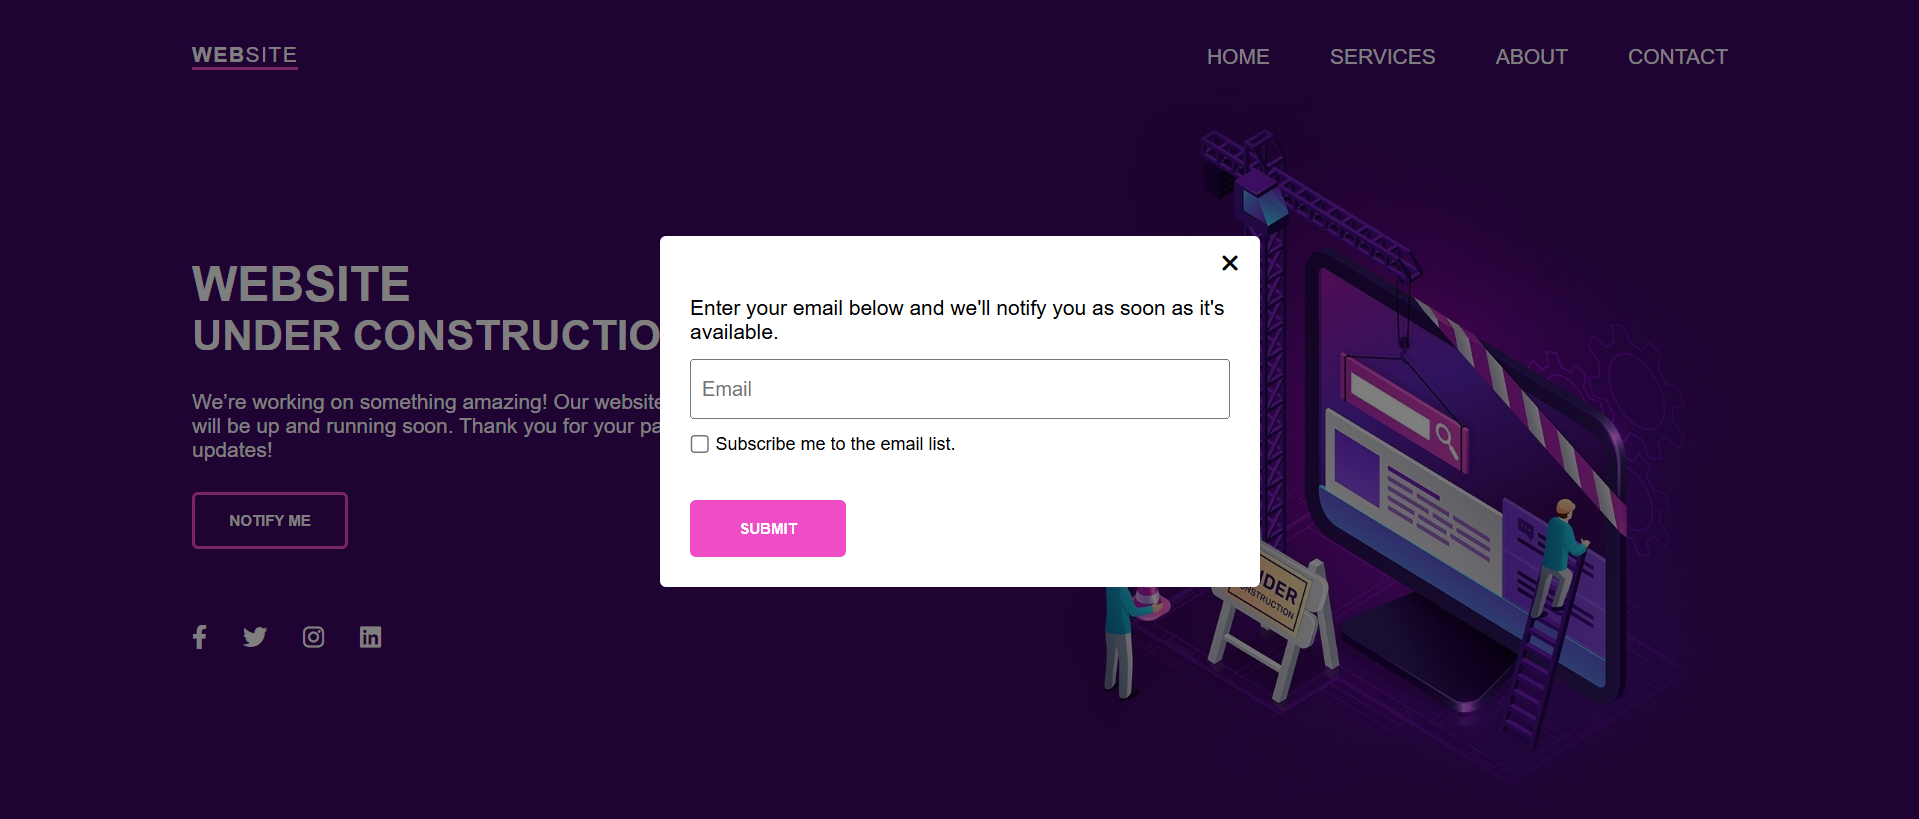 WEBSITE
HOME SERVICES ABOUT CONTACT
WEBSITE
UNDER CONSTRUCTIO
We're working on something amazing! Our website
will be up and running soon. Thank you for your pa
updates!
NOTIFY ME
Enter your email below and we'll notify you as soon as it's
available.
Email
Subscribe me to the email list.
SUBMIT
NDER
CONSTRUCTION